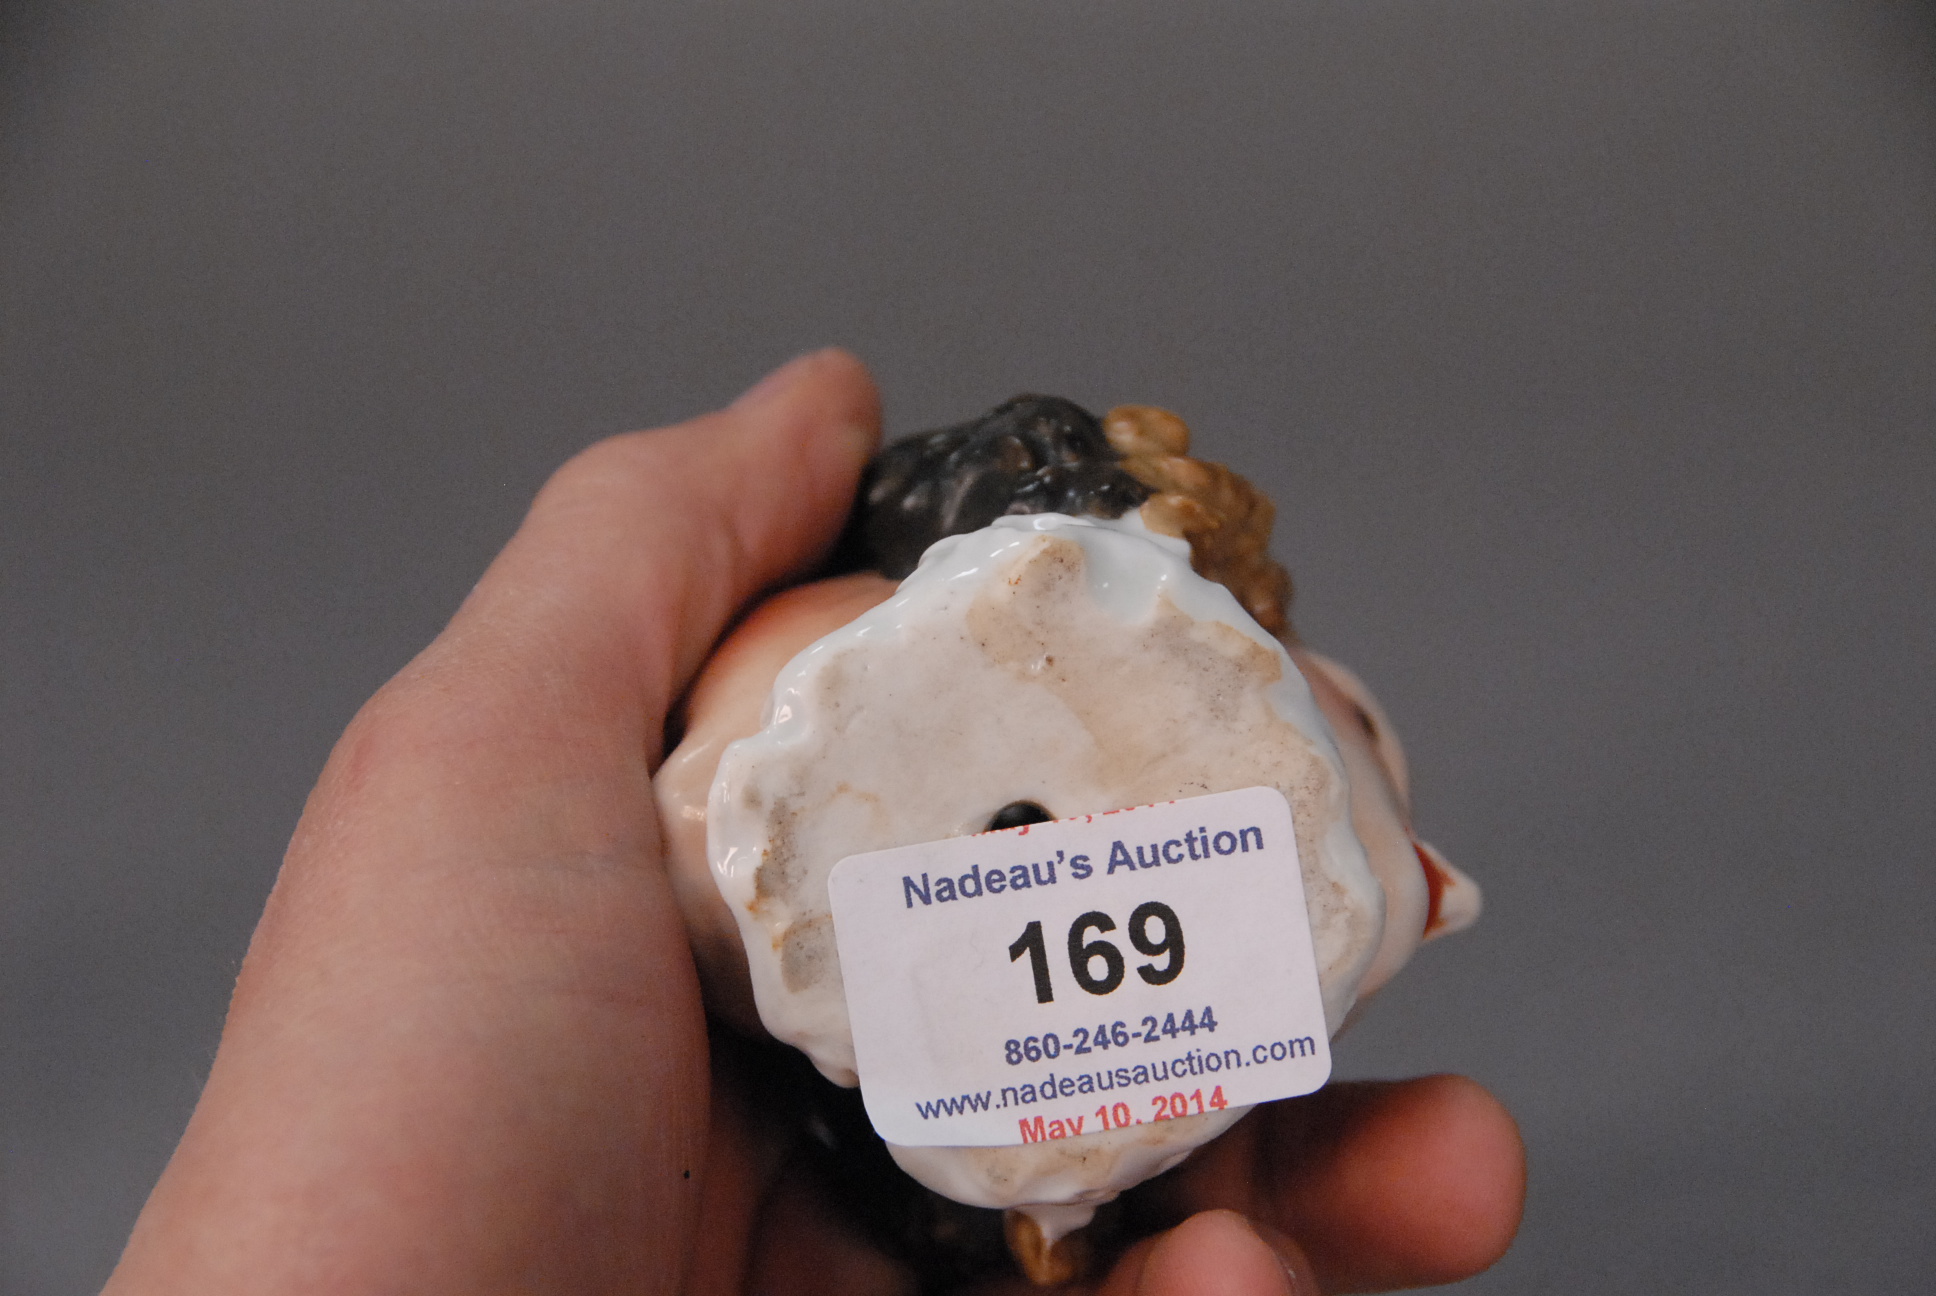 Nadeau's Auction
169
860-246-2444
www.nadeausauction.com
May 10, 2014